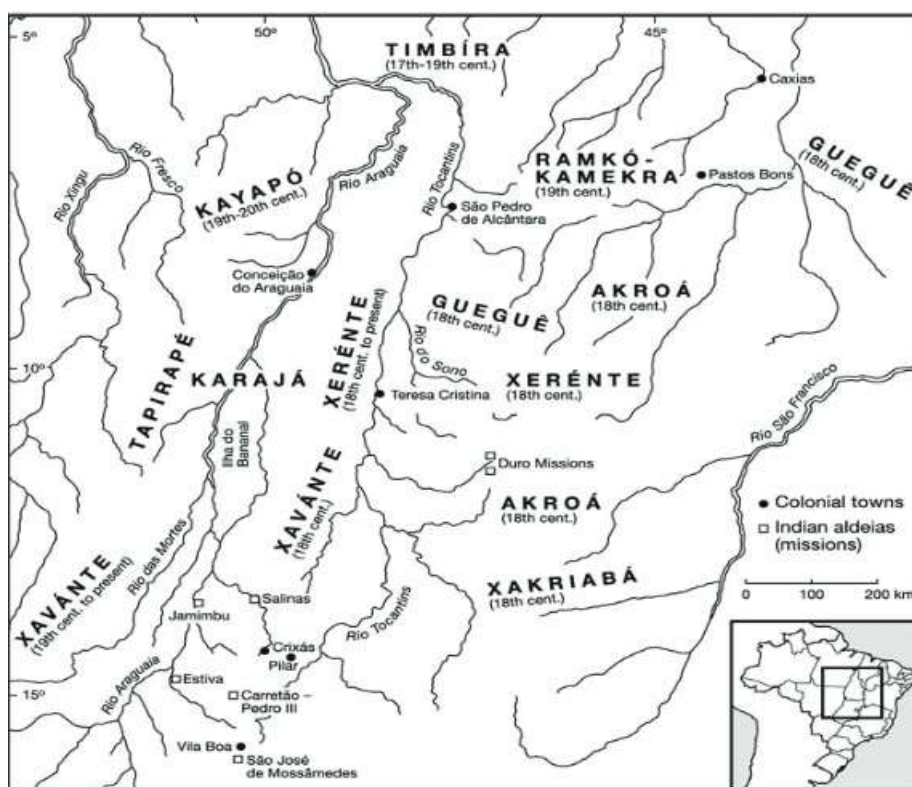 5º
50º
45º
TIMBÍRA
(17th-19th cent.)
Caxias
Rio Fresco
Rio Xingu
KAYAPÓ
(19th-20th cent.)
Rio Araguaia
Rio Tocantins
RAMKÓ-
KAMEKRA
(19th cent.)
Pastos Bons
GUEGUÊ
(18th cent.)
São Pedro
de Alcântara
Conceição
do Araguaia
GUEGUÊ
(18th cent.)
AKROÁ
(18th cent.)
XERÉNTE
(18th cent. to present)
Rio do Sono
10º
TAPIRAPÉ
KARAJÁ
XERÉNTE
(18th cent.)
Teresa Cristina
Rio São Francisco
Ilha do
Bananal
Duro Missions
XAVÁNTE
(18th cent.)
AKROÁ
(18th cent.)
Colonial towns
Indian aldeias
(missions)
XAVÁNTE
(19th cent. to present)
Rio das Mortes
XAKRIABÁ
(18th cent.)
0 100 200 km
Salinas
Jamimbu
Rio Tocantins
Crixás
Pilar
Rio Araguaia
Estiva
15º
Carretão –
Pedro III
Vila Boa
São José
de Mossâmedes